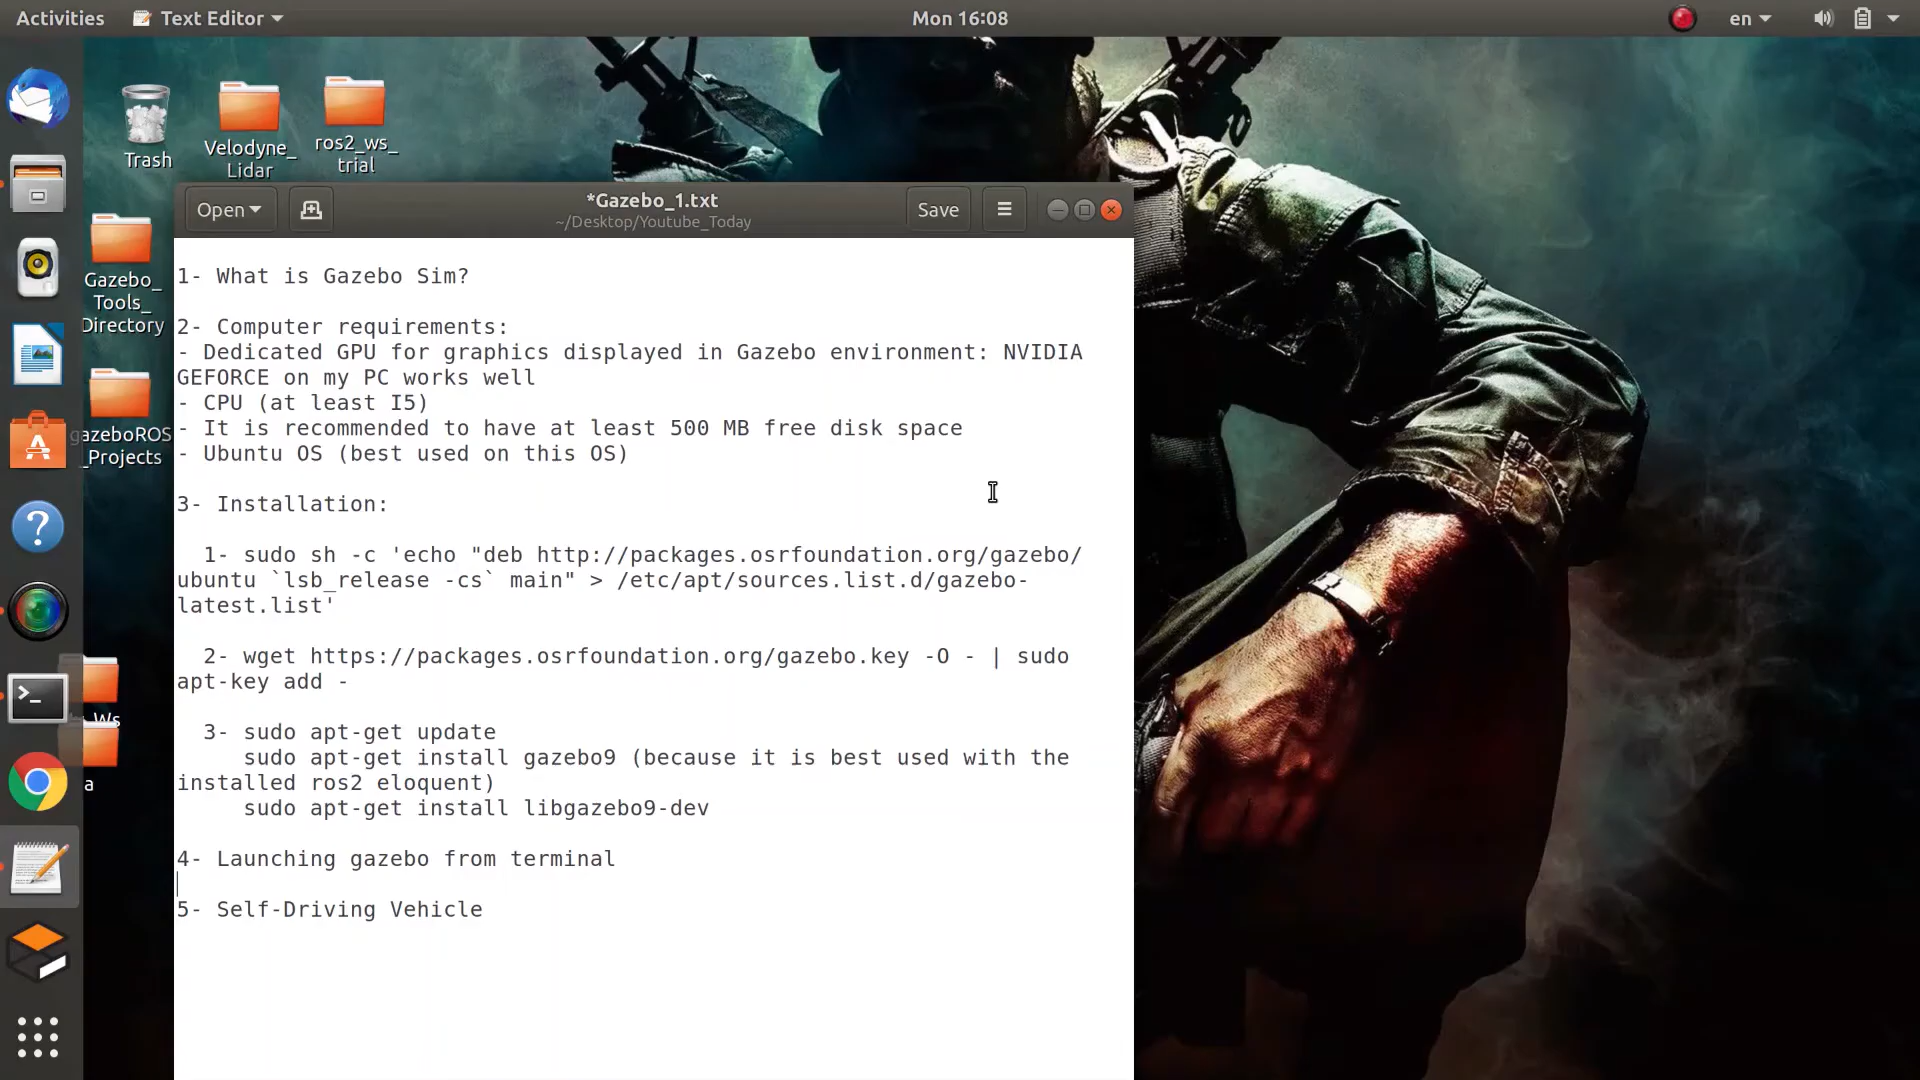 Activities
Text Editor
Mon 16:08
en
Trash
Velodyne_
Lidar
ros2_ws_
trial
Gazebo_
Tools_
Directory
gazeboROS
_Projects
_Ws
a
Open
*Gazebo_1.txt
~/Desktop/Youtube_Today
Save
1- What is Gazebo Sim?
2- Computer requirements:
- Dedicated GPU for graphics displayed in Gazebo environment: NVIDIA
GEFORCE on my PC works well
- CPU (at least I5)
- It is recommended to have at least 500 MB free disk space
- Ubuntu OS (best used on this OS)
3- Installation:
1- sudo sh -c 'echo "deb http://packages.osrfoundation.org/gazebo/
ubuntu `lsb_release -cs` main" > /etc/apt/sources.list.d/gazebo-
latest.list'
2- wget https://packages.osrfoundation.org/gazebo.key -O - | sudo
apt-key add -
3- sudo apt-get update
sudo apt-get install gazebo9 (because it is best used with the
installed ros2 eloquent)
sudo apt-get install libgazebo9-dev
4- Launching gazebo from terminal
5- Self-Driving Vehicle